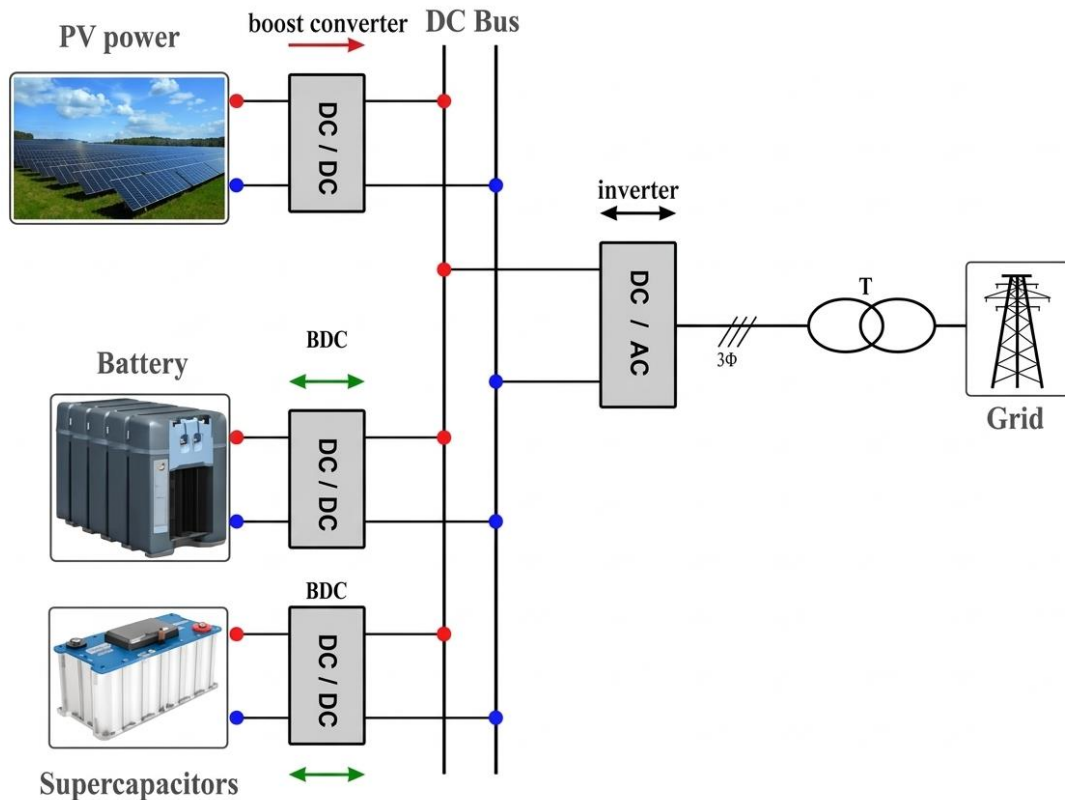 PV power
boost converter
DC Bus
DC / DC
inverter
DC / AC
T
3Φ
Grid
Battery
BDC
DC / DC
BDC
DC / DC
Supercapacitors